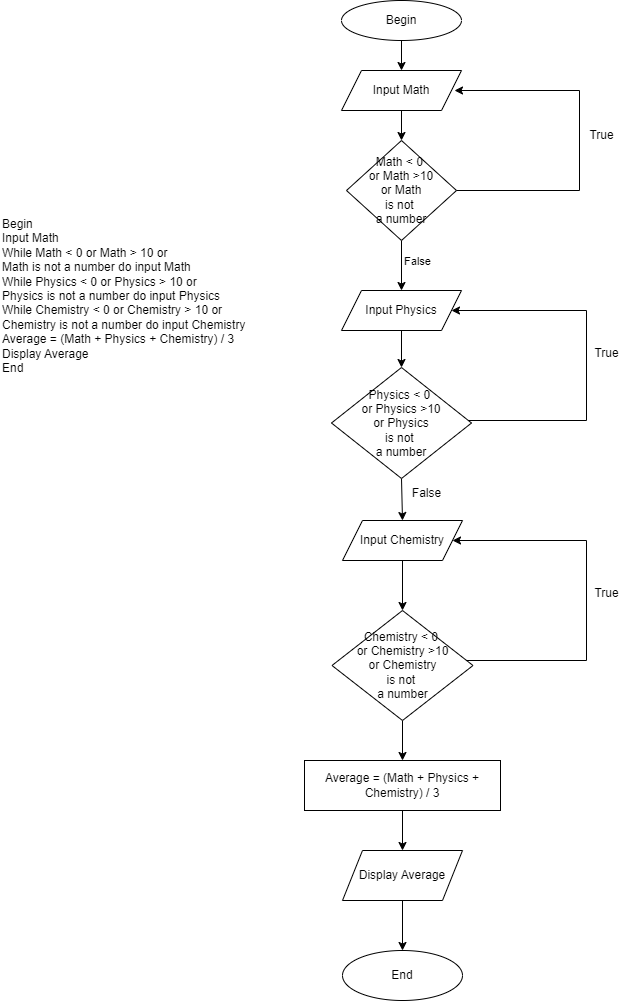 Begin
Input Math
While Math < 0 or Math > 10 or
Math is not a number do input Math
While Physics < 0 or Physics > 10 or
Physics is not a number do input Physics
While Chemistry < 0 or Chemistry > 10 or
Chemistry is not a number do input Chemistry
Average = (Math + Physics + Chemistry) / 3
Display Average
End
Begin
Input Math
True
Math < 0
or Math >10
or Math
is not
a number
False
Input Physics
True
Physics < 0
or Physics >10
or Physics
is not
a number
False
Input Chemistry
True
Chemistry < 0
or Chemistry >10
or Chemistry
is not
a number
Average = (Math + Physics +
Chemistry) / 3
Display Average
End